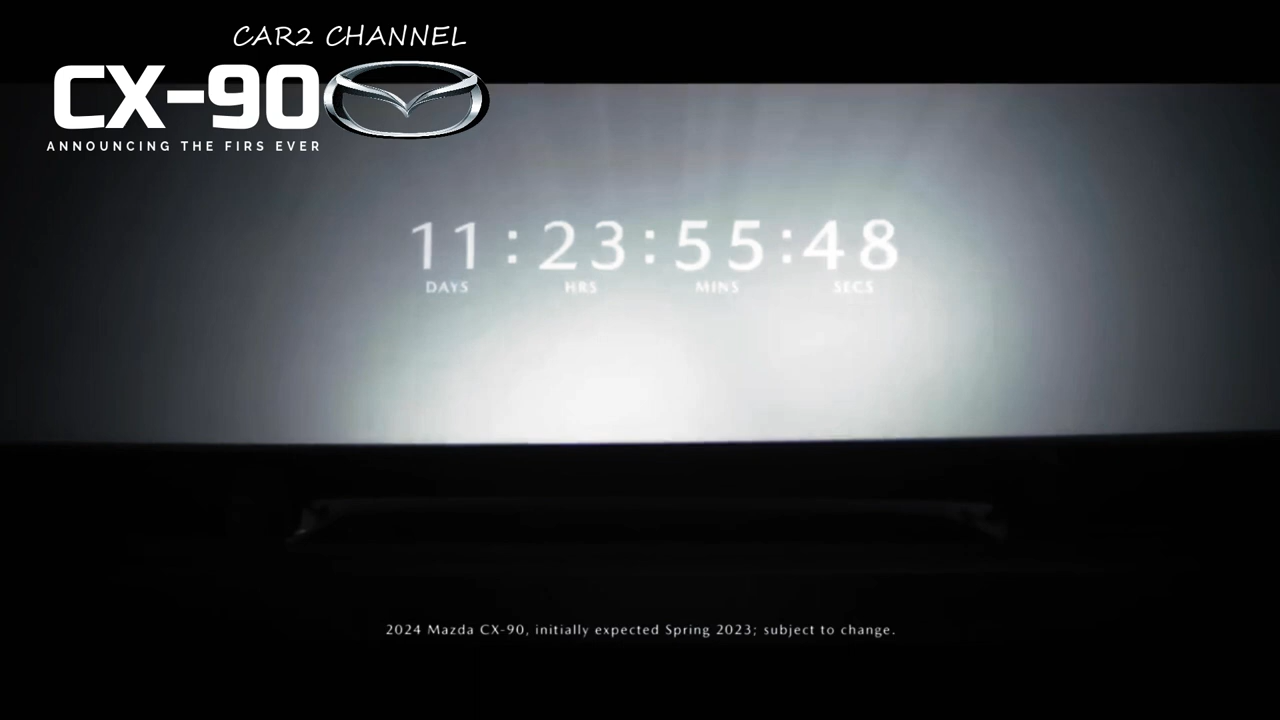 CAR2 CHANNEL
CX-90
ANNOUNCING THE FIRS EVER
11:23:55:48
DAYS HRS MINS SECS
2024 Mazda CX-90, initially expected Spring 2023; subject to change.